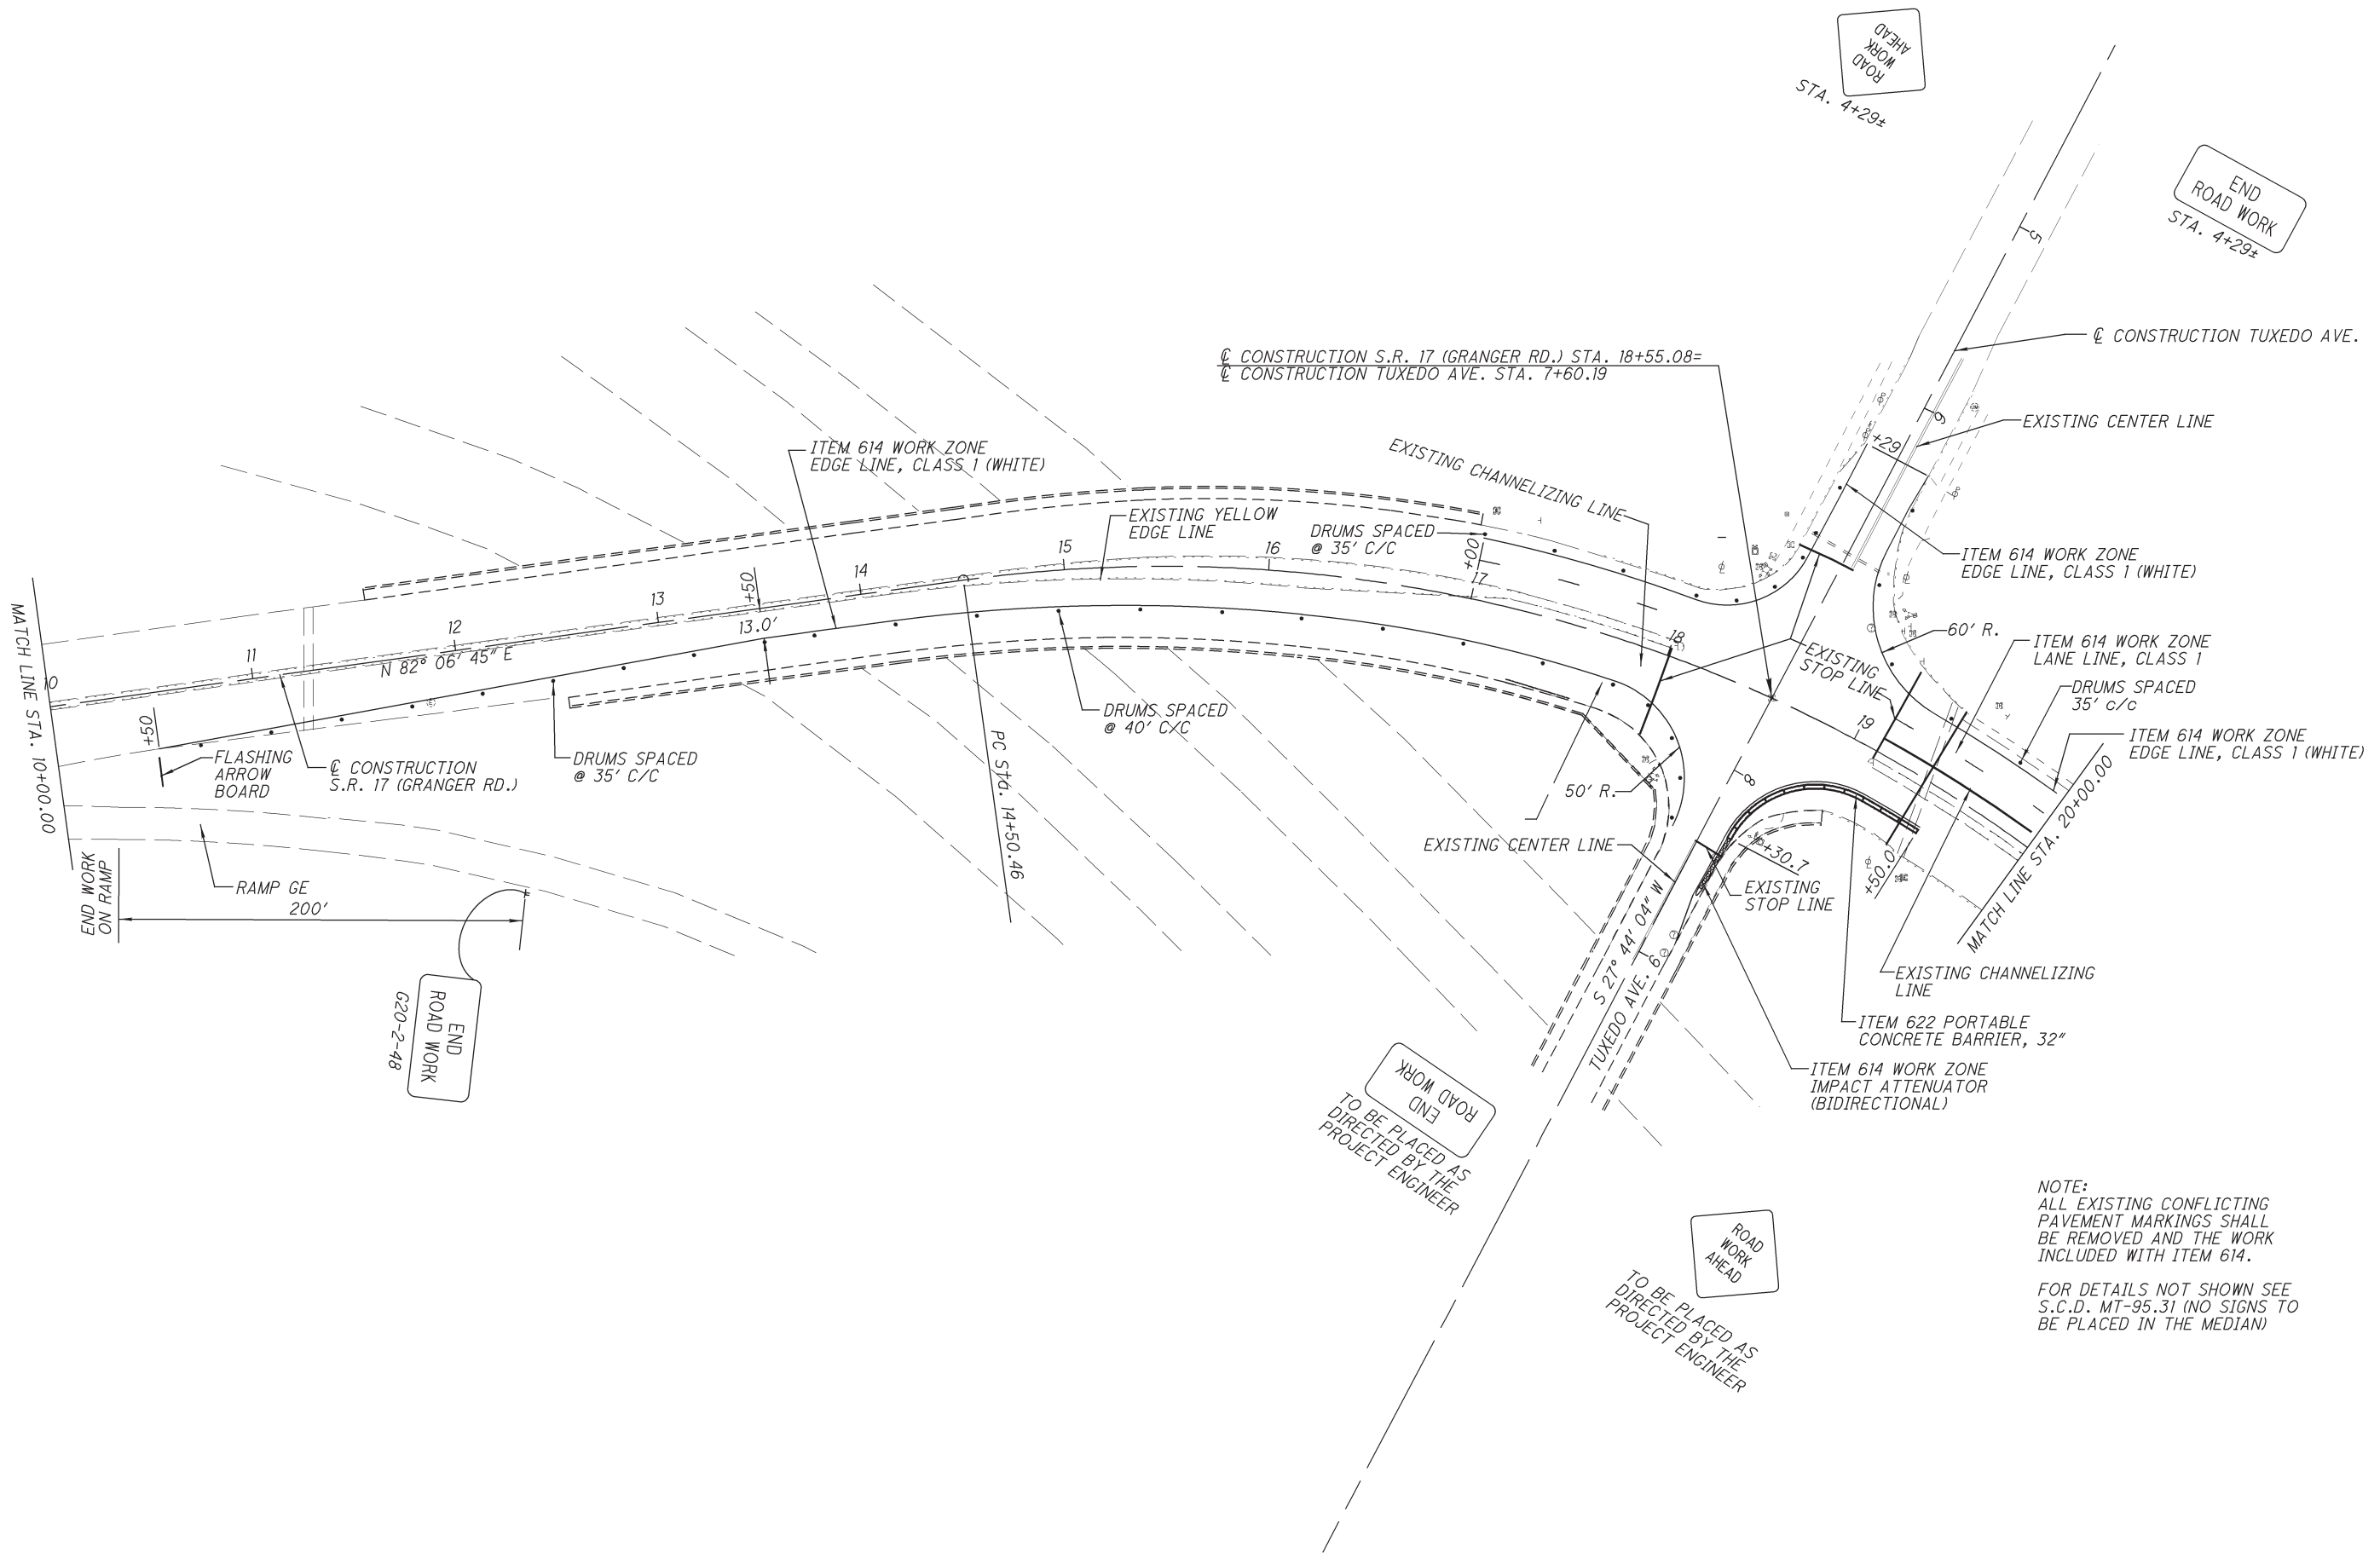 ROAD
WORK
AHEAD
STA. 4+29±
END
ROAD WORK
STA. 4+29±
5
℄ CONSTRUCTION TUXEDO AVE.
℄ CONSTRUCTION S.R. 17 (GRANGER RD.) STA. 18+55.08=
℄ CONSTRUCTION TUXEDO AVE. STA. 7+60.19
6
EXISTING CENTER LINE
+29
ITEM 614 WORK ZONE
EDGE LINE, CLASS 1 (WHITE)
EXISTING CHANNELIZING LINE
EXISTING YELLOW
EDGE LINE
DRUMS SPACED
@ 35' C/C
+00
ITEM 614 WORK ZONE
EDGE LINE, CLASS 1 (WHITE)
10
11
12
13
14
15
16
17
18
19
+50
13.0'
N 82° 06' 45" E
MATCH LINE STA. 10+00.00
60' R.
EXISTING
STOP LINE
ITEM 614 WORK ZONE
LANE LINE, CLASS 1
DRUMS SPACED
35' c/c
ITEM 614 WORK ZONE
EDGE LINE, CLASS 1 (WHITE)
+50
FLASHING
ARROW
BOARD
℄ CONSTRUCTION
S.R. 17 (GRANGER RD.)
DRUMS SPACED
@ 35' C/C
DRUMS SPACED
@ 40' C/C
PC Sta. 14+50.46
50' R.
8
EXISTING CENTER LINE
+30.7
+50.0
MATCH LINE STA. 20+00.00
EXISTING
STOP LINE
END WORK
ON RAMP
RAMP GE
200'
END
ROAD WORK
G20-2-48
S 27° 44' 04" W
TUXEDO AVE.
9
EXISTING CHANNELIZING
LINE
ITEM 622 PORTABLE
CONCRETE BARRIER, 32"
ITEM 614 WORK ZONE
IMPACT ATTENUATOR
(BIDIRECTIONAL)
END
ROAD WORK
TO BE PLACED AS
DIRECTED BY THE
PROJECT ENGINEER
ROAD
WORK
AHEAD
TO BE PLACED AS
DIRECTED BY THE
PROJECT ENGINEER
NOTE:
ALL EXISTING CONFLICTING
PAVEMENT MARKINGS SHALL
BE REMOVED AND THE WORK
INCLUDED WITH ITEM 614.
FOR DETAILS NOT SHOWN SEE
S.C.D. MT-95.31 (NO SIGNS TO
BE PLACED IN THE MEDIAN)